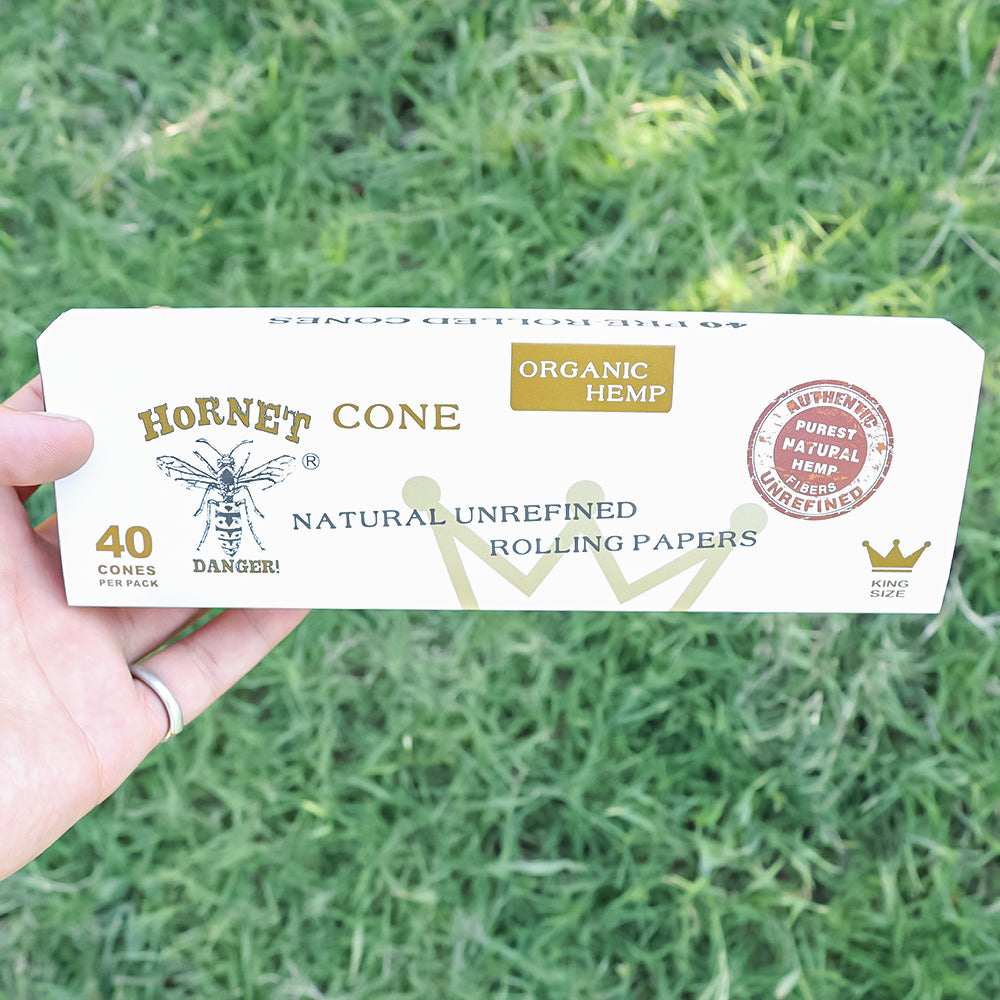 40 PRE-ROLLED CONES
ORGANIC
HEMP
HORNET CONE
®
DANGER!
40
CONES
PER PACK
NATURAL UNREFINED
ROLLING PAPERS
AUTHENTIC
PUREST
NATURAL
HEMP
FIBERS
UNREFINED
KING
SIZE